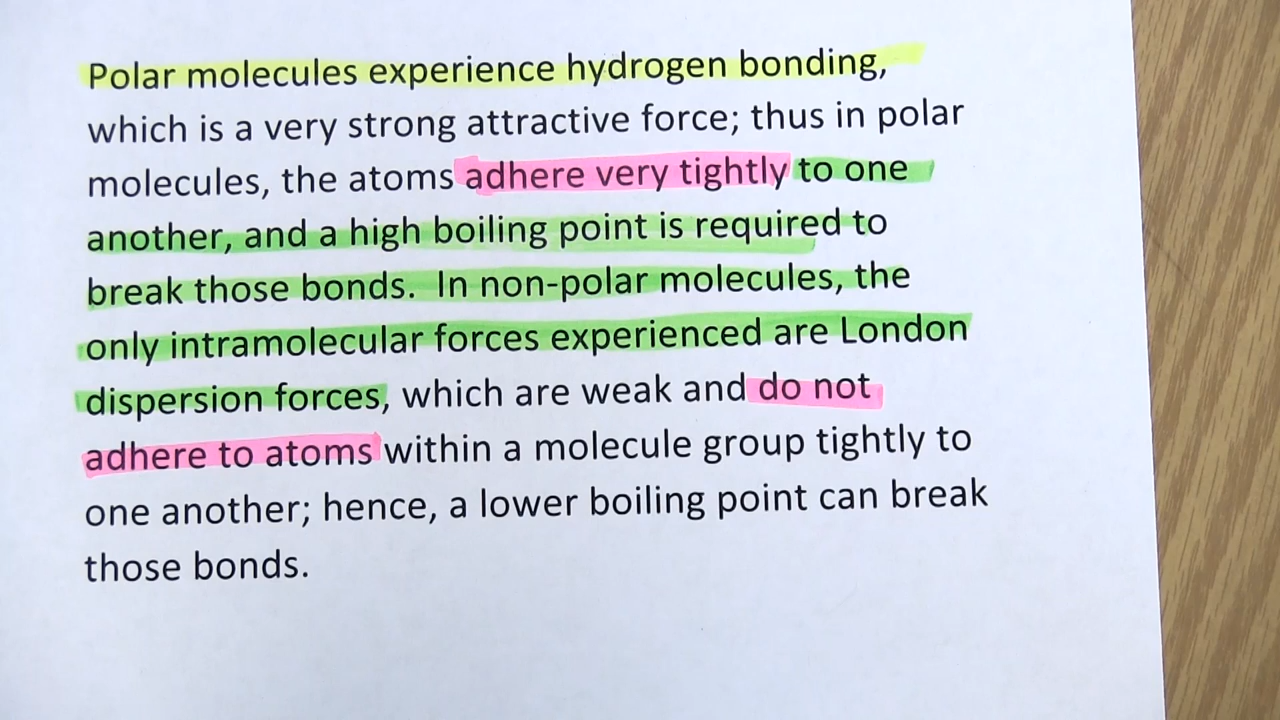 Polar molecules experience hydrogen bonding,
which is a very strong attractive force; thus in polar
molecules, the atoms adhere very tightly to one
another, and a high boiling point is required to
break those bonds.  In non-polar molecules, the
only intramolecular forces experienced are London
dispersion forces, which are weak and do not
adhere to atoms within a molecule group tightly to
one another; hence, a lower boiling point can break
those bonds.